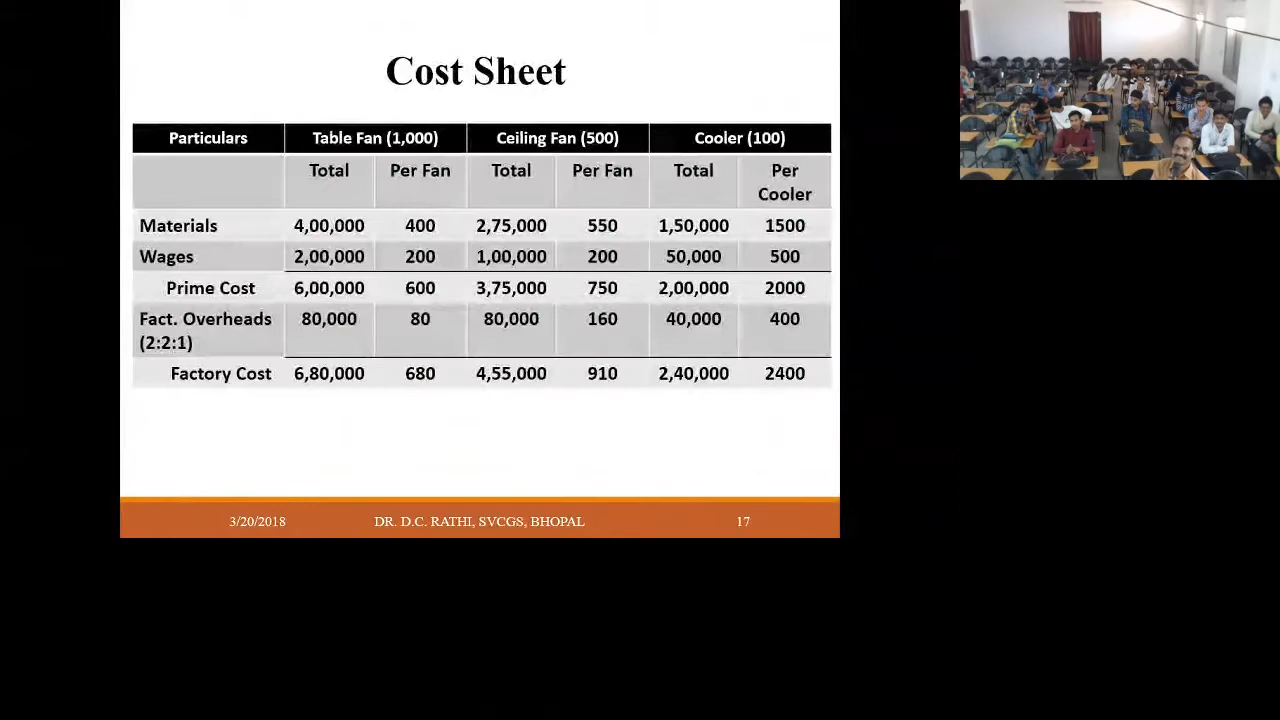 Cost Sheet
Particulars Table Fan (1,000) Ceiling Fan (500) Cooler (100)
Total Per Fan Total Per Fan Total Per Cooler
Materials 4,00,000 400 2,75,000 550 1,50,000 1500
Wages 2,00,000 200 1,00,000 200 50,000 500
Prime Cost 6,00,000 600 3,75,000 750 2,00,000 2000
Fact. Overheads (2:2:1) 80,000 80 80,000 160 40,000 400
Factory Cost 6,80,000 680 4,55,000 910 2,40,000 2400
3/20/2018 DR. D.C. RATHI, SVCGS, BHOPAL 17